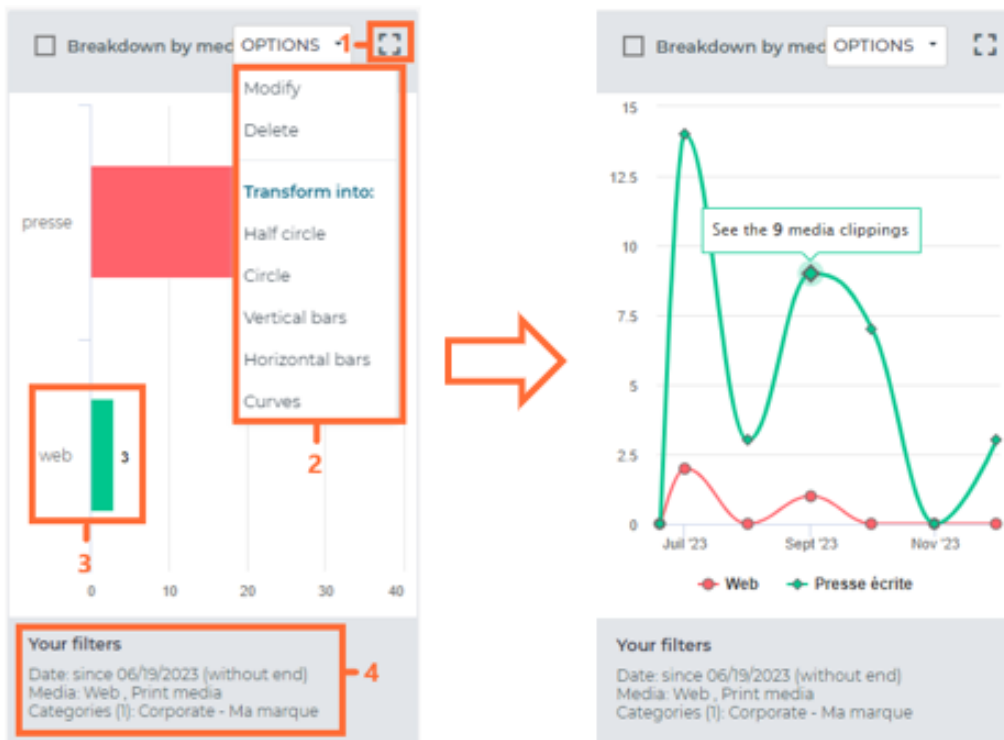 Breakdown by med OPTIONS 1
Modify
Delete
Transform into:
Half circle
Circle
Vertical bars
Horizontal bars
Curves
2
presse
web 3
3
0 10 20 30 40
Your filters
Date: since 06/19/2023 (without end)
Media: Web , Print media
Categories (1): Corporate - Ma marque
4
Breakdown by med OPTIONS
15
12.5
10
7.5
5
2.5
0
See the 9 media clippings
Juil '23 Sept '23 Nov '23
Web Presse écrite
Your filters
Date: since 06/19/2023 (without end)
Media: Web , Print media
Categories (1): Corporate - Ma marque